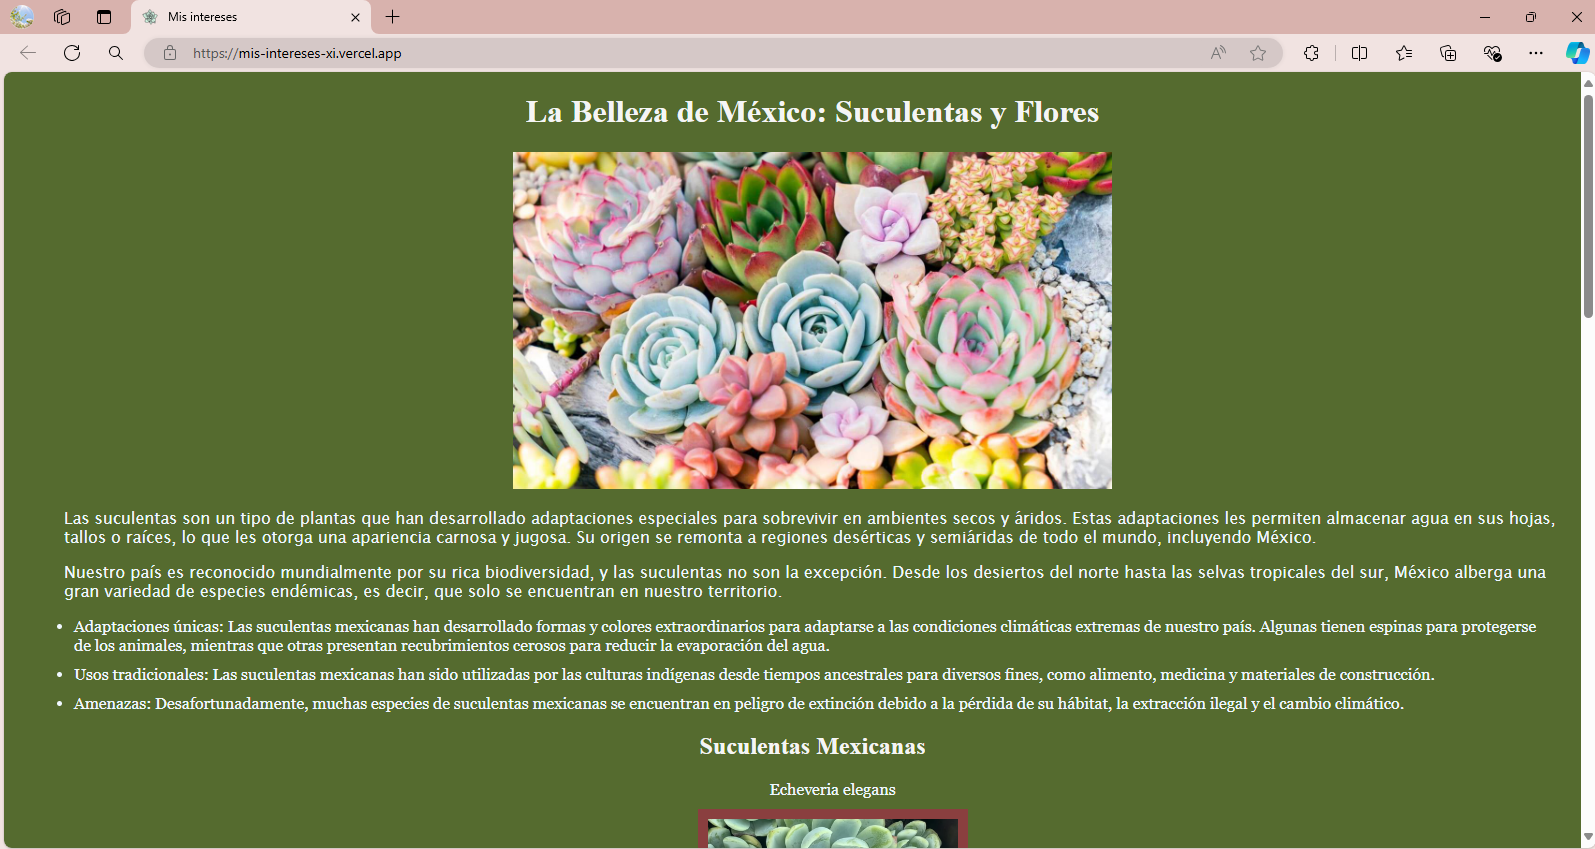 Mis intereses
https://mis-intereses-xi.vercel.app
La Belleza de México: Suculentas y Flores
Las suculentas son un tipo de plantas que han desarrollado adaptaciones especiales para sobrevivir en ambientes secos y áridos. Estas adaptaciones les permiten almacenar agua en sus hojas,
tallos o raíces, lo que les otorga una apariencia carnosa y jugosa. Su origen se remonta a regiones desérticas y semiáridas de todo el mundo, incluyendo México.
Nuestro país es reconocido mundialmente por su rica biodiversidad, y las suculentas no son la excepción. Desde los desiertos del norte hasta las selvas tropicales del sur, México alberga una
gran variedad de especies endémicas, es decir, que solo se encuentran en nuestro territorio.
• Adaptaciones únicas: Las suculentas mexicanas han desarrollado formas y colores extraordinarios para adaptarse a las condiciones climáticas extremas de nuestro país. Algunas tienen espinas para protegerse
de los animales, mientras que otras presentan recubrimientos cerosos para reducir la evaporación del agua.
• Usos tradicionales: Las suculentas mexicanas han sido utilizadas por las culturas indígenas desde tiempos ancestrales para diversos fines, como alimento, medicina y materiales de construcción.
• Amenazas: Desafortunadamente, muchas especies de suculentas mexicanas se encuentran en peligro de extinción debido a la pérdida de su hábitat, la extracción ilegal y el cambio climático.
Suculentas Mexicanas
Echeveria elegans